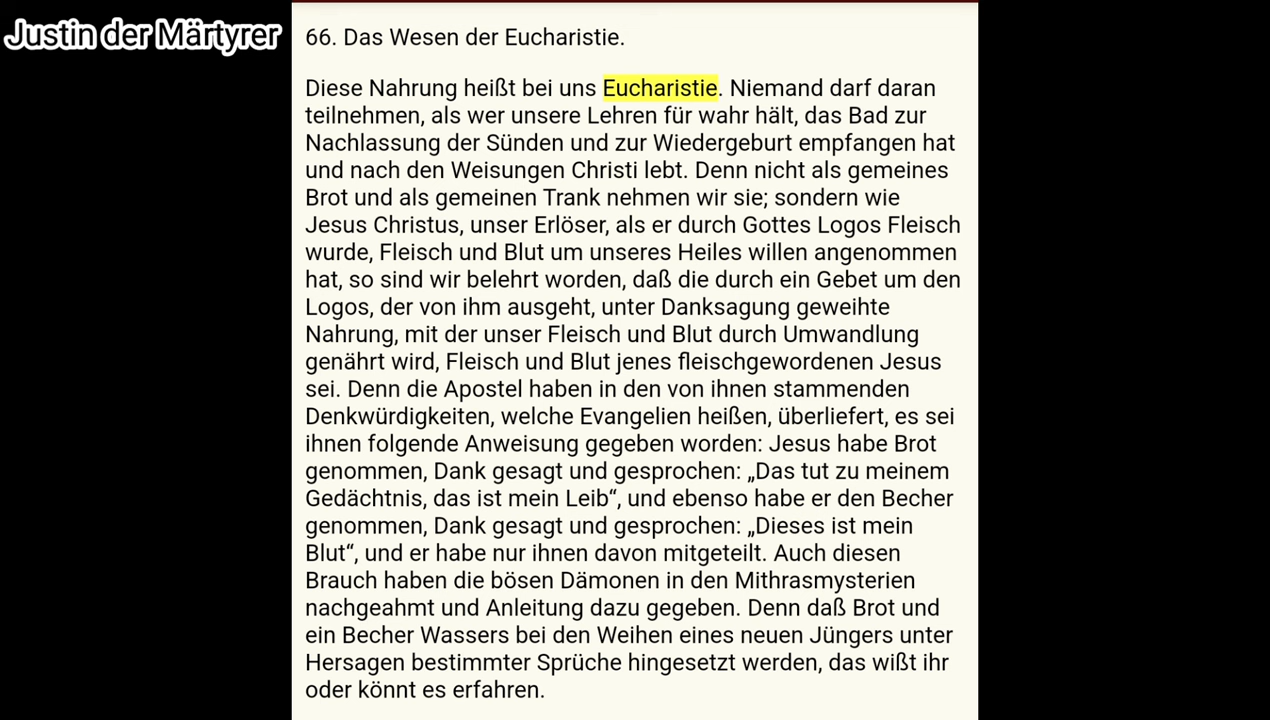 Justin der Märtyrer
66. Das Wesen der Eucharistie.
Diese Nahrung heißt bei uns Eucharistie. Niemand darf daran
teilnehmen, als wer unsere Lehren für wahr hält, das Bad zur
Nachlassung der Sünden und zur Wiedergeburt empfangen hat
und nach den Weisungen Christi lebt. Denn nicht als gemeines
Brot und als gemeinen Trank nehmen wir sie; sondern wie
Jesus Christus, unser Erlöser, als er durch Gottes Logos Fleisch
wurde, Fleisch und Blut um unseres Heiles willen angenommen
hat, so sind wir belehrt worden, daß die durch ein Gebet um den
Logos, der von ihm ausgeht, unter Danksagung geweihte
Nahrung, mit der unser Fleisch und Blut durch Umwandlung
genährt wird, Fleisch und Blut jenes fleischgewordenen Jesus
sei. Denn die Apostel haben in den von ihnen stammenden
Denkwürdigkeiten, welche Evangelien heißen, überliefert, es sei
ihnen folgende Anweisung gegeben worden: Jesus habe Brot
genommen, Dank gesagt und gesprochen: „Das tut zu meinem
Gedächtnis, das ist mein Leib“, und ebenso habe er den Becher
genommen, Dank gesagt und gesprochen: „Dieses ist mein
Blut“, und er habe nur ihnen davon mitgeteilt. Auch diesen
Brauch haben die bösen Dämonen in den Mithrasmysterien
nachgeahmt und Anleitung dazu gegeben. Denn daß Brot und
ein Becher Wassers bei den Weihen eines neuen Jüngers unter
Hersagen bestimmter Sprüche hingesetzt werden, das wißt ihr
oder könnt es erfahren.